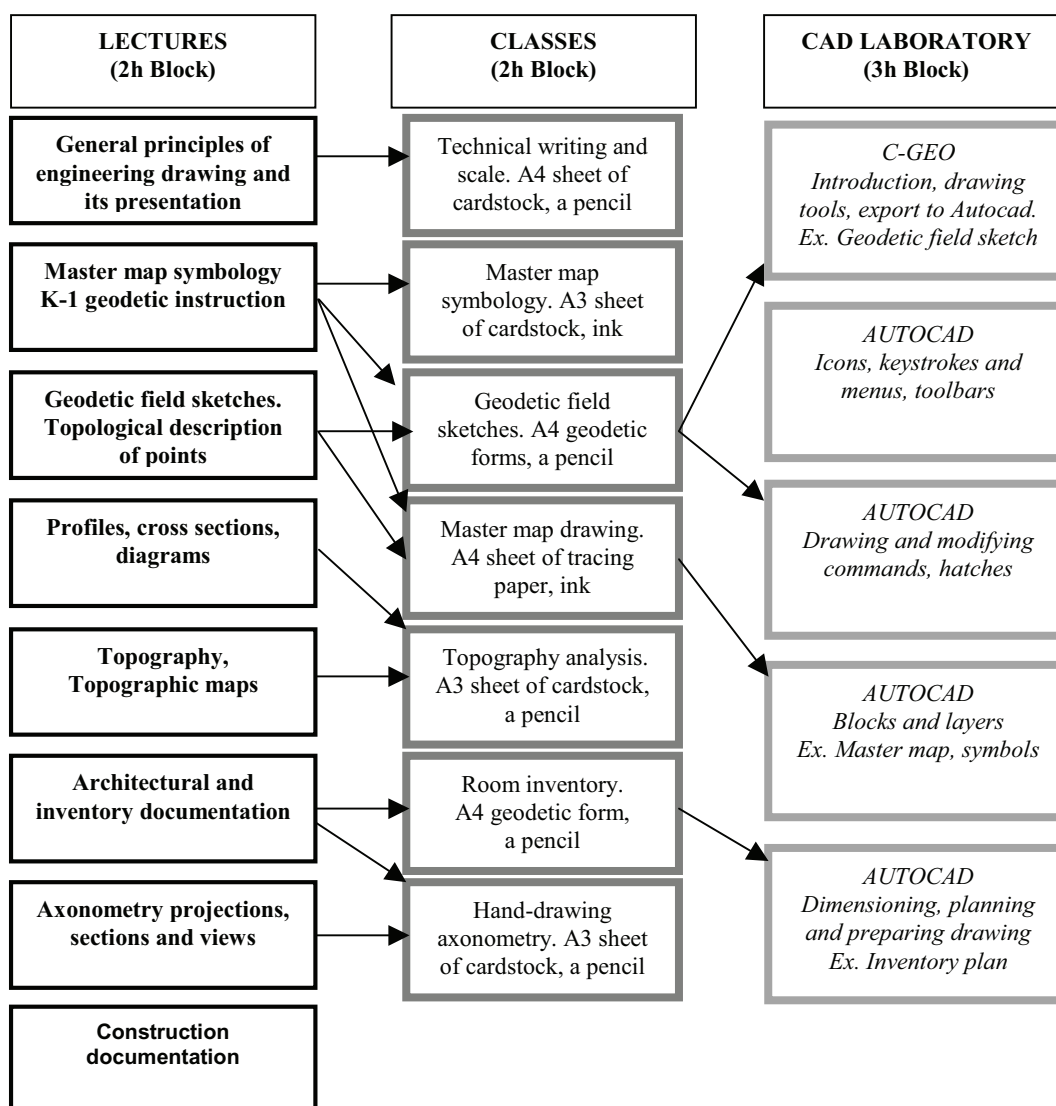 LECTURES
(2h Block)
General principles of
engineering drawing and
its presentation
Master map symbology
K-1 geodetic instruction
Geodetic field sketches.
Topological description
of points
Profiles, cross sections,
diagrams
Topography,
Topographic maps
Architectural and
inventory documentation
Axonometry projections,
sections and views
Construction
documentation
CLASSES
(2h Block)
Technical writing and
scale. A4 sheet of
cardstock, a pencil
Master map
symbology. A3 sheet
of cardstock, ink
Geodetic field
sketches. A4 geodetic
forms, a pencil
Master map drawing.
A4 sheet of tracing
paper, ink
Topography analysis.
A3 sheet of cardstock,
a pencil
Room inventory.
A4 geodetic form,
a pencil
Hand-drawing
axonometry. A3 sheet
of cardstock, a pencil
CAD LABORATORY
(3h Block)
C-GEO
Introduction, drawing
tools, export to Autocad.
Ex. Geodetic field sketch
AUTOCAD
Icons, keystrokes and
menus, toolbars
AUTOCAD
Drawing and modifying
commands, hatches
AUTOCAD
Blocks and layers
Ex. Master map, symbols
AUTOCAD
Dimensioning, planning
and preparing drawing
Ex. Inventory plan